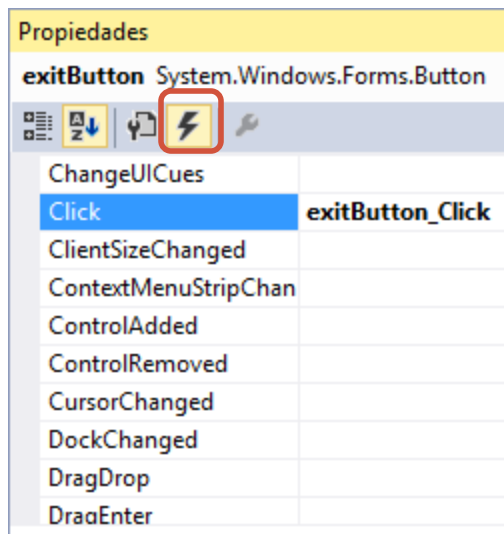 Propiedades
exitButton System.Windows.Forms.Button
ChangeUICues
Click exitButton_Click
ClientSizeChanged
ContextMenuStripChan
ControlAdded
ControlRemoved
CursorChanged
DockChanged
DragDrop
DragEnter